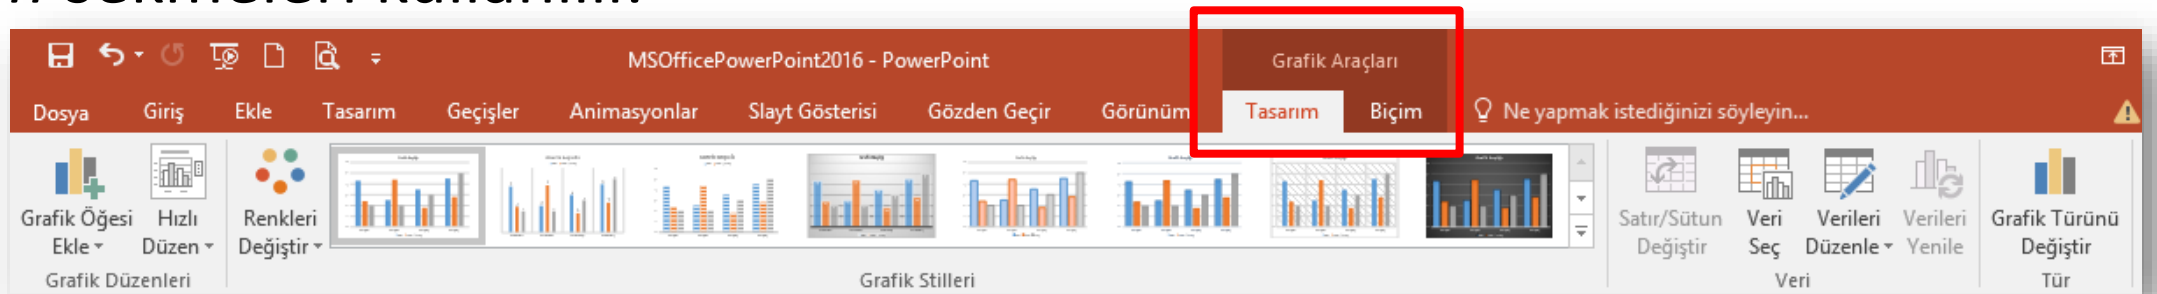 sekmeleri kullanılır.
MSOfficePowerPoint2016 - PowerPoint
Grafik Araçları
Dosya Giriş Ekle Tasarım Geçişler Animasyonlar Slayt Gösterisi Gözden Geçir Görünüm Tasarım Biçim Ne yapmak istediğinizi söyleyin...
Grafik Öğesi Ekle
Hızlı Düzen
Renkleri Değiştir
Satır/Sütun Değiştir
Veri Seç
Verileri Düzenle
Verileri Yenile
Grafik Türünü Değiştir
Grafik Düzenleri Grafik Stilleri Veri Tür